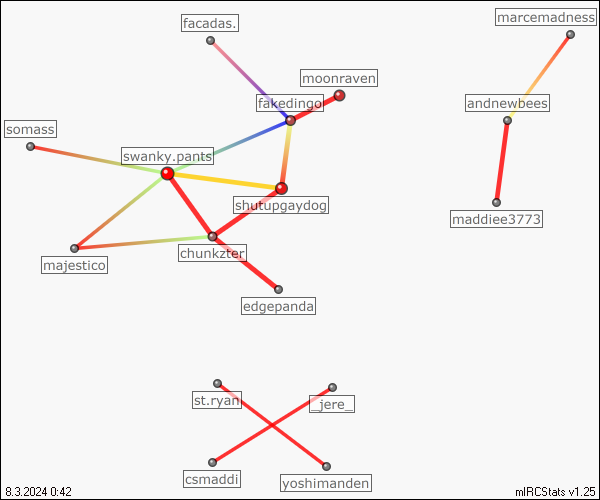 marcemadness
facadas.
moonraven
fakedingo
andnewbees
somass
swanky.pants
shutupgaydog
maddiee3773
chunkzter
majestico
edgepanda
st.ryan
_jere_
csmaddi
yoshimanden
8.3.2024 0:42
mIRCStats v1.25